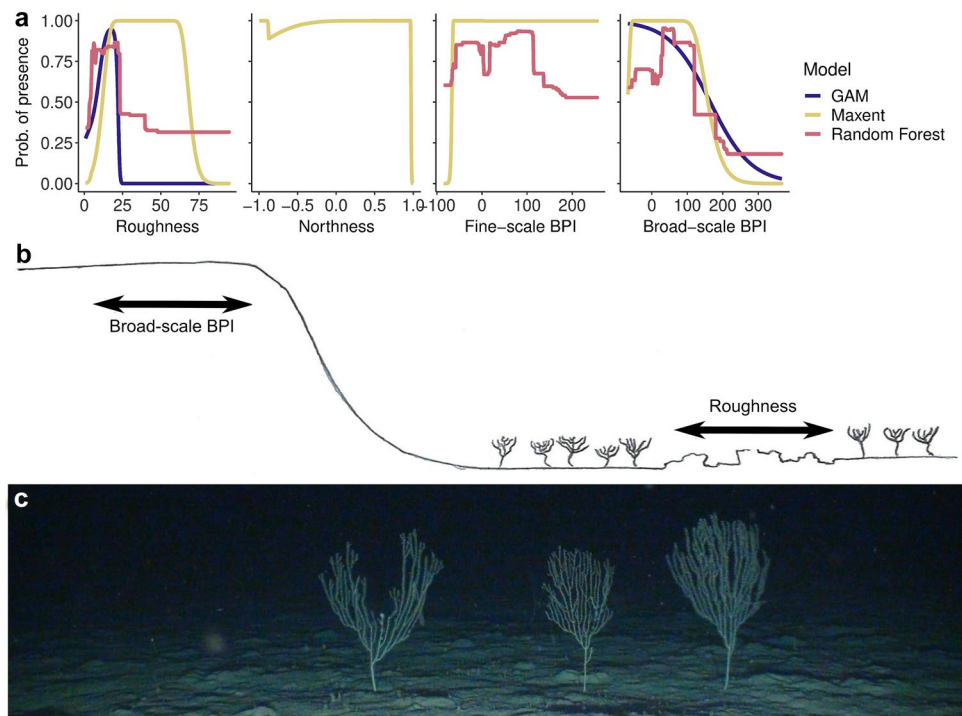 a
1.00
0.75
0.50
0.25
0.00
Prob. of presence
0 25 50 75
Roughness
−1.0 −0.5 0.0 0.5 1.0
Northness
−100 0 100 200
Fine−scale BPI
0 100 200 300
Broad−scale BPI
Model
GAM
Maxent
Random Forest
b
Broad-scale BPI
Roughness
c